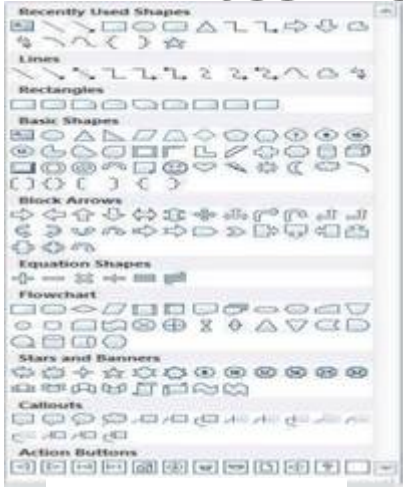 Recently Used Shapes
Lines
Rectangles
Basic Shapes
Block Arrows
Equation Shapes
Flowchart
Stars and Banners
Callouts
Action Buttons